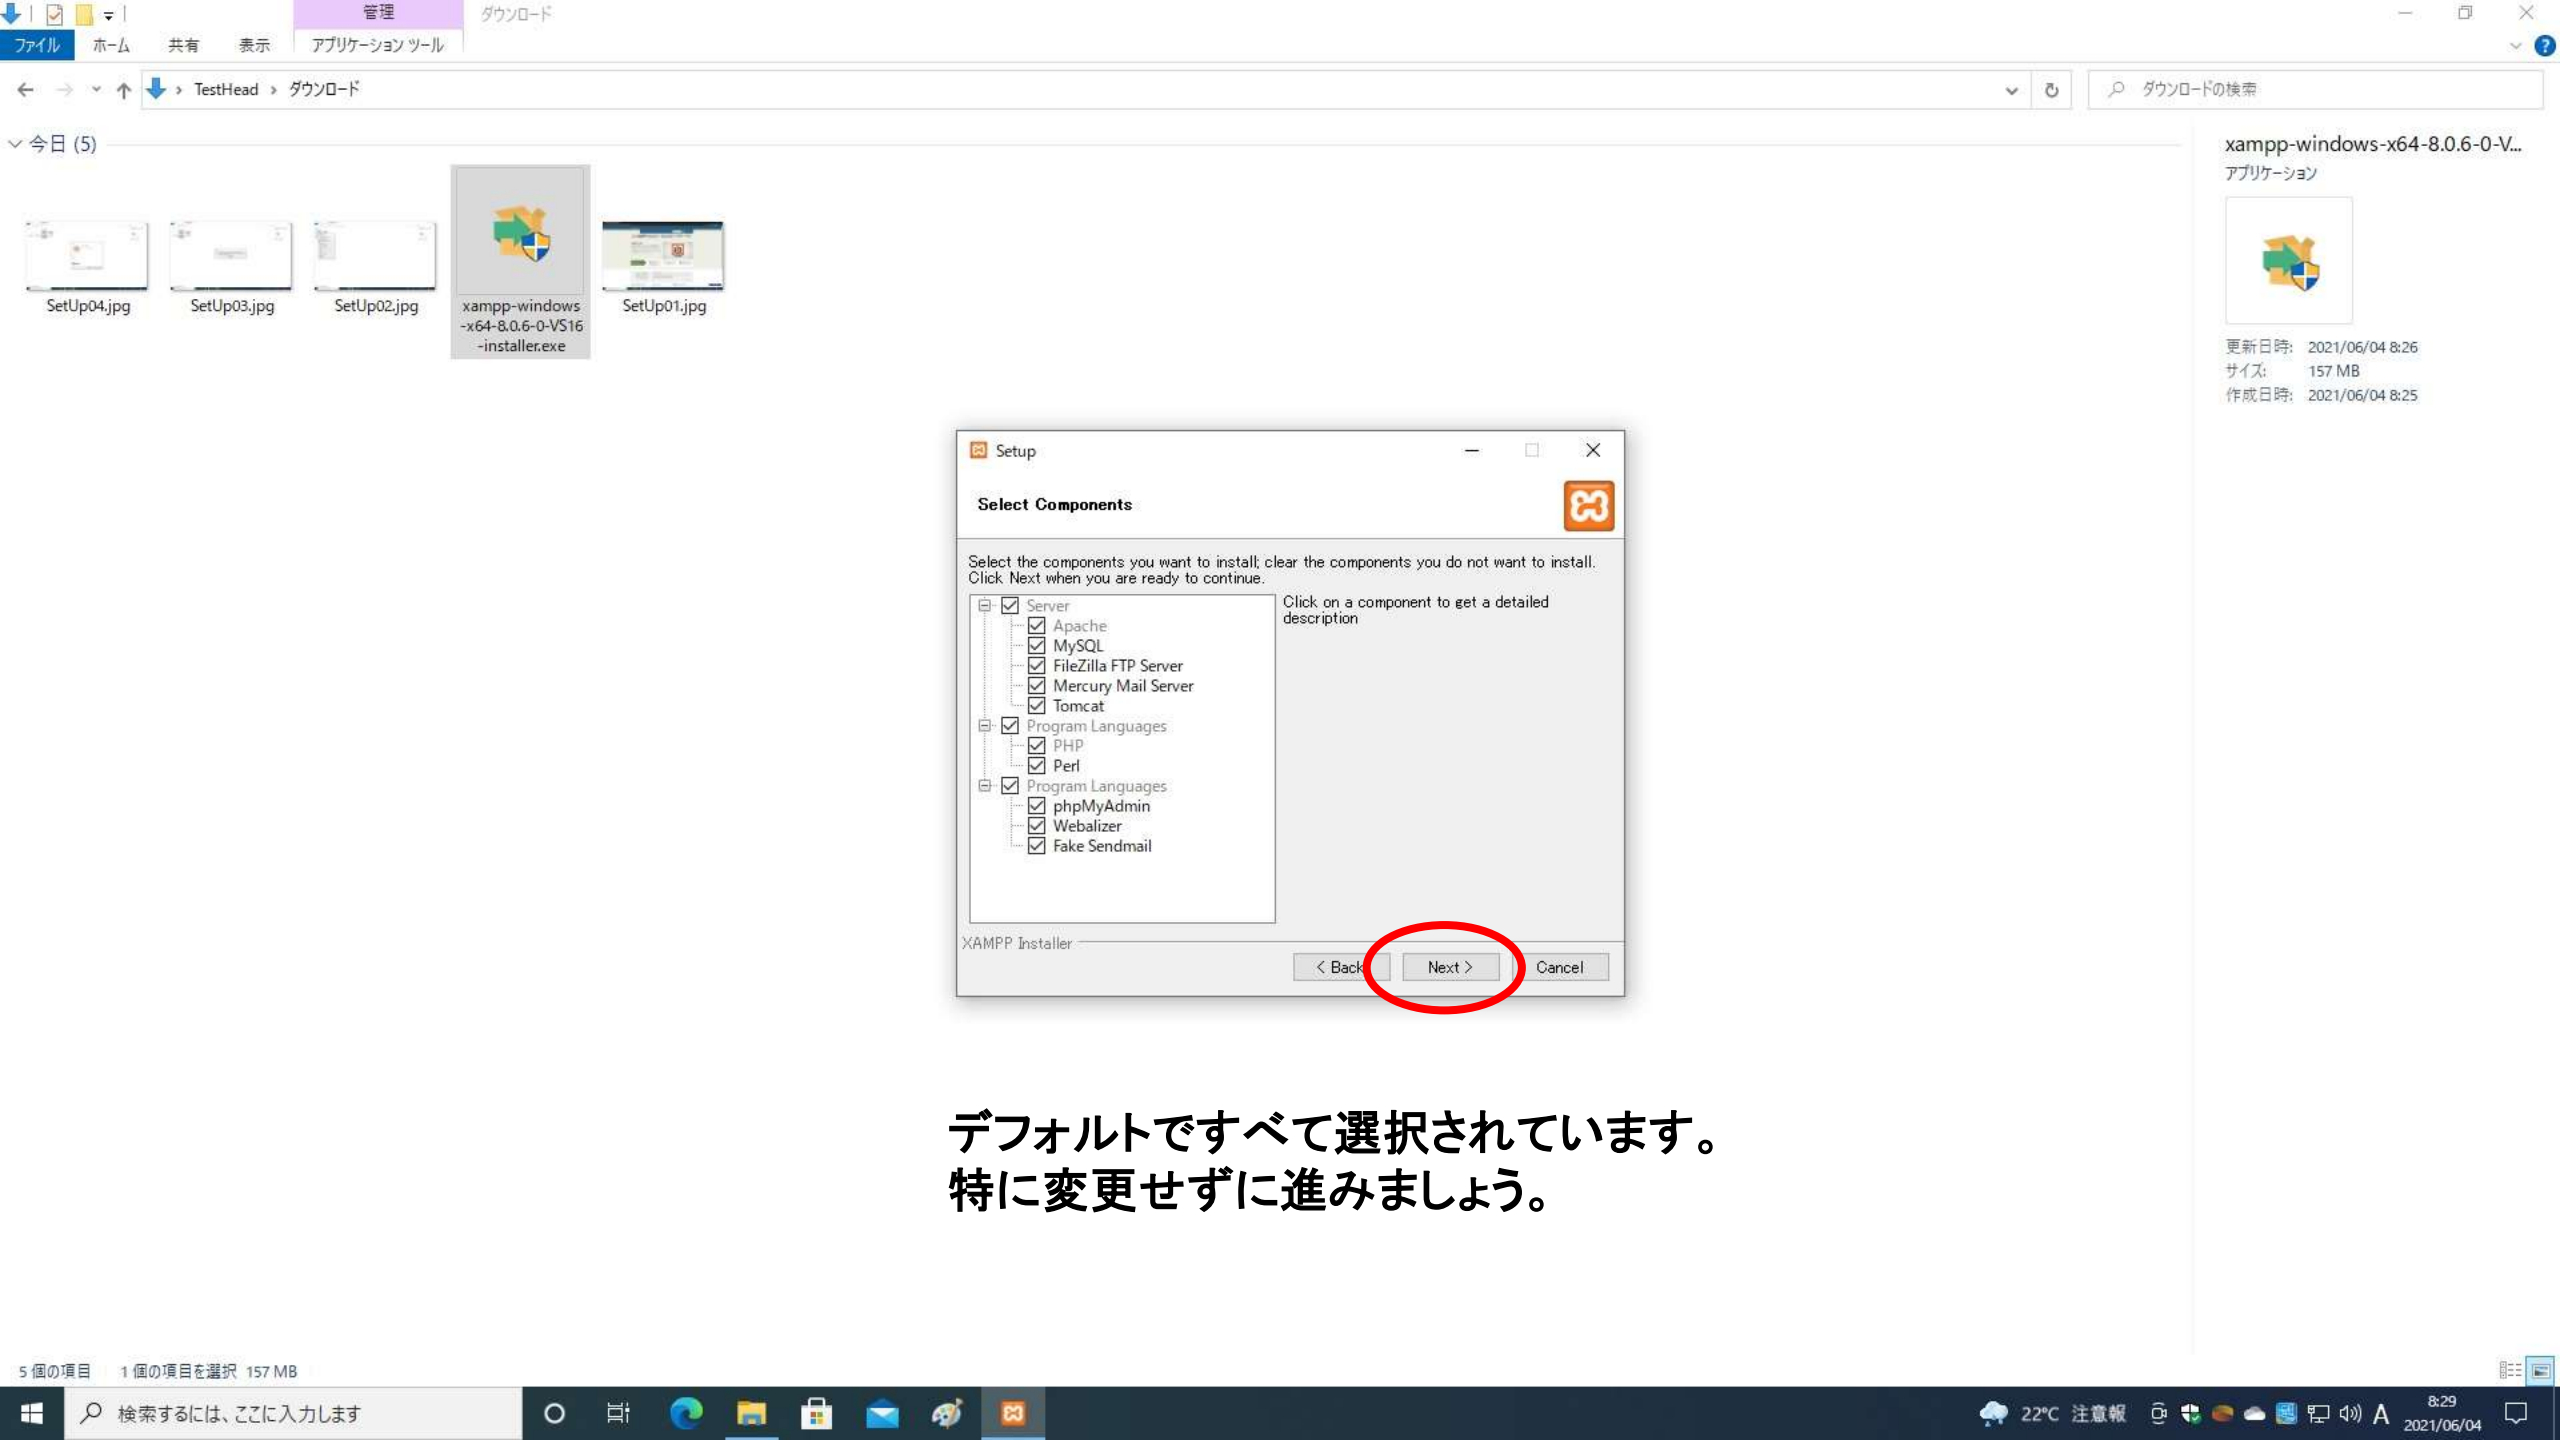 管理
ダウンロード
ファイル
ホーム
共有
表示
アプリケーション ツール
TestHead
ダウンロード
ダウンロードの検索
今日 (5)
SetUp04.jpg
SetUp03.jpg
SetUp02.jpg
xampp-windows
-x64-8.0.6-0-VS16
-installer.exe
SetUp01.jpg
xampp-windows-x64-8.0.6-0-V...
アプリケーション
更新日時: 2021/06/04 8:26
サイズ: 157 MB
作成日時: 2021/06/04 8:25
Setup
Select Components
Select the components you want to install; clear the components you do not want to install.
Click Next when you are ready to continue.
Server
Apache
MySQL
FileZilla FTP Server
Mercury Mail Server
Tomcat
Program Languages
PHP
Perl
Program Languages
phpMyAdmin
Webalizer
Fake Sendmail
Click on a component to get a detailed
description
XAMPP Installer
< Back
Next >
Cancel
デフォルトですべて選択されています。
特に変更せずに進みましょう。
5 個の項目
1 個の項目を選択 157 MB
検索するには、ここに入力します
22°C 注意報
A
8:29
2021/06/04